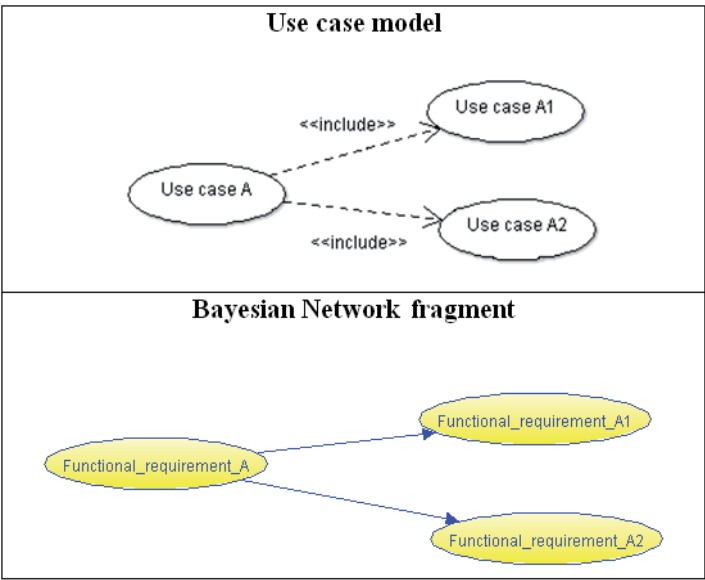 Use case model
Use case A1
<<include>>
Use case A
Use case A2
<<include>>
Bayesian Network fragment
Functional_requirement_A1
Functional_requirement_A
Functional_requirement_A2